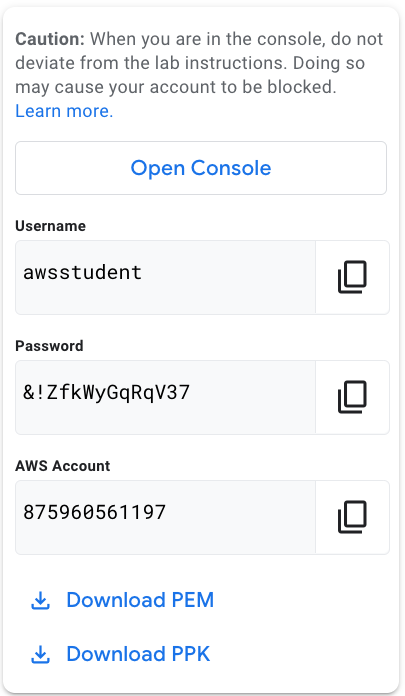 Caution: When you are in the console, do not
deviate from the lab instructions. Doing so
may cause your account to be blocked.
Learn more.
Open Console
Username
awsstudent
Password
&!ZfkWyGqRqV37
AWS Account
875960561197
Download PEM
Download PPK